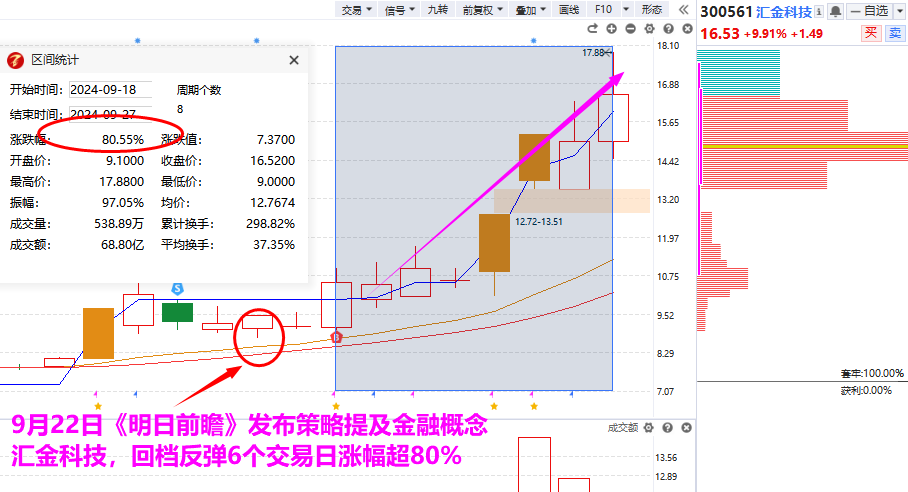 交易 信号 九转 前复权 叠加 画线 F10 形态
300561 汇金科技 自选
16.53 +9.91% +1.49 买 卖
区间统计
开始时间: 2024-09-18 周期个数
结束时间: 2024-09-27 8
涨跌幅: 80.55% 涨跌值: 7.3700
开盘价: 9.1000 收盘价: 16.5200
最高价: 17.8800 最低价: 9.0000
振幅: 97.05% 均价: 12.7674
成交量: 538.89万 累计换手: 298.82%
成交额: 68.80亿 平均换手: 37.35%
17.88
12.72-13.51
S
B
18.10
16.88
15.65
14.42
13.20
11.97
10.75
9.52
8.29
7.07
套牢:100.00%
获利:0.00%
9月22日《明日前瞻》发布策略提及金融概念
汇金科技，回档反弹6个交易日涨幅超80%
成交额
13.56
12.89